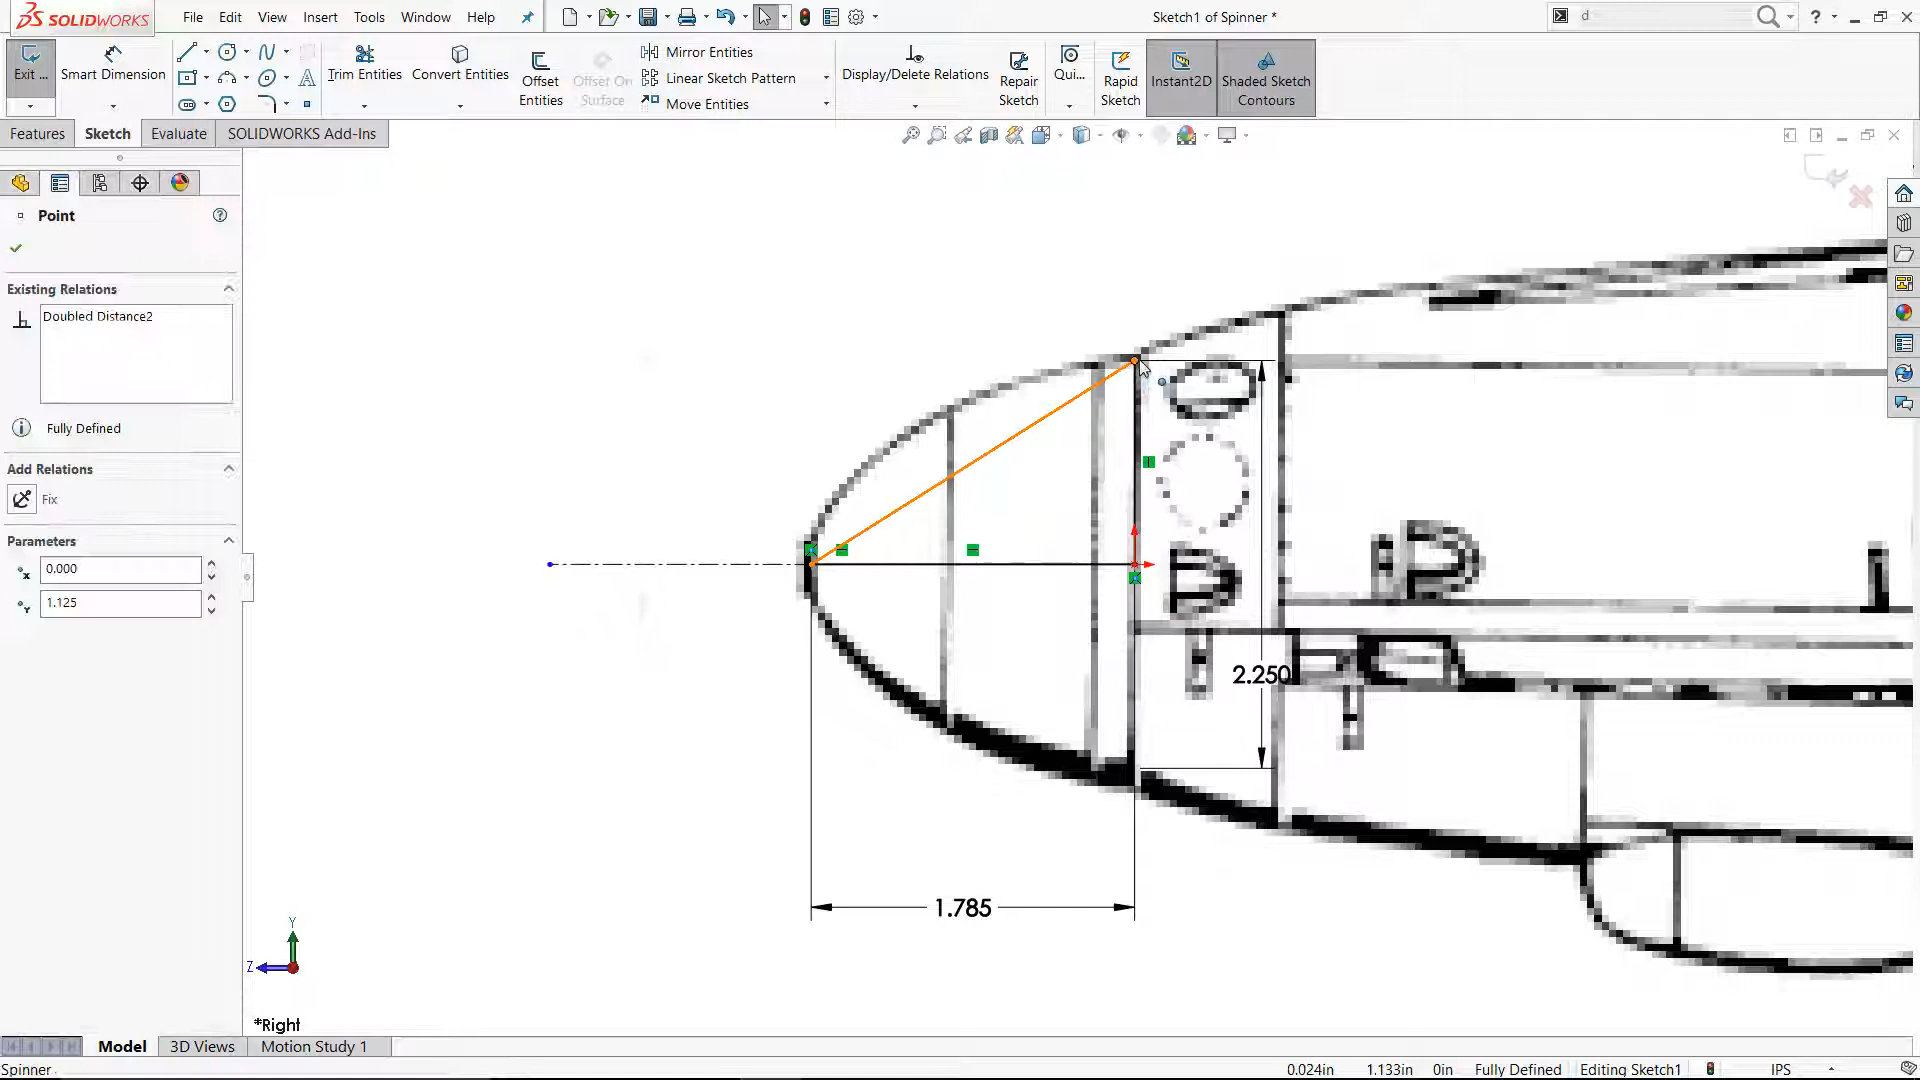 SOLIDWORKS
File Edit View Insert Tools Window Help
Sketch1 of Spinner *
d
Exit ...
Smart Dimension
Trim Entities
Convert Entities
Offset Entities
Offset On Surface
Mirror Entities
Linear Sketch Pattern
Move Entities
Display/Delete Relations
Repair Sketch
Qui...
Rapid Sketch
Instant2D
Shaded Sketch Contours
Features Sketch Evaluate SOLIDWORKS Add-Ins
Point
Existing Relations
Doubled Distance2
Fully Defined
Add Relations
Fix
Parameters
x 0.000
Y 1.125
2.250
1.785
Y
Z
*Right
Model 3D Views Motion Study 1
Spinner 0.024in 1.133in 0in Fully Defined Editing Sketch1 IPS